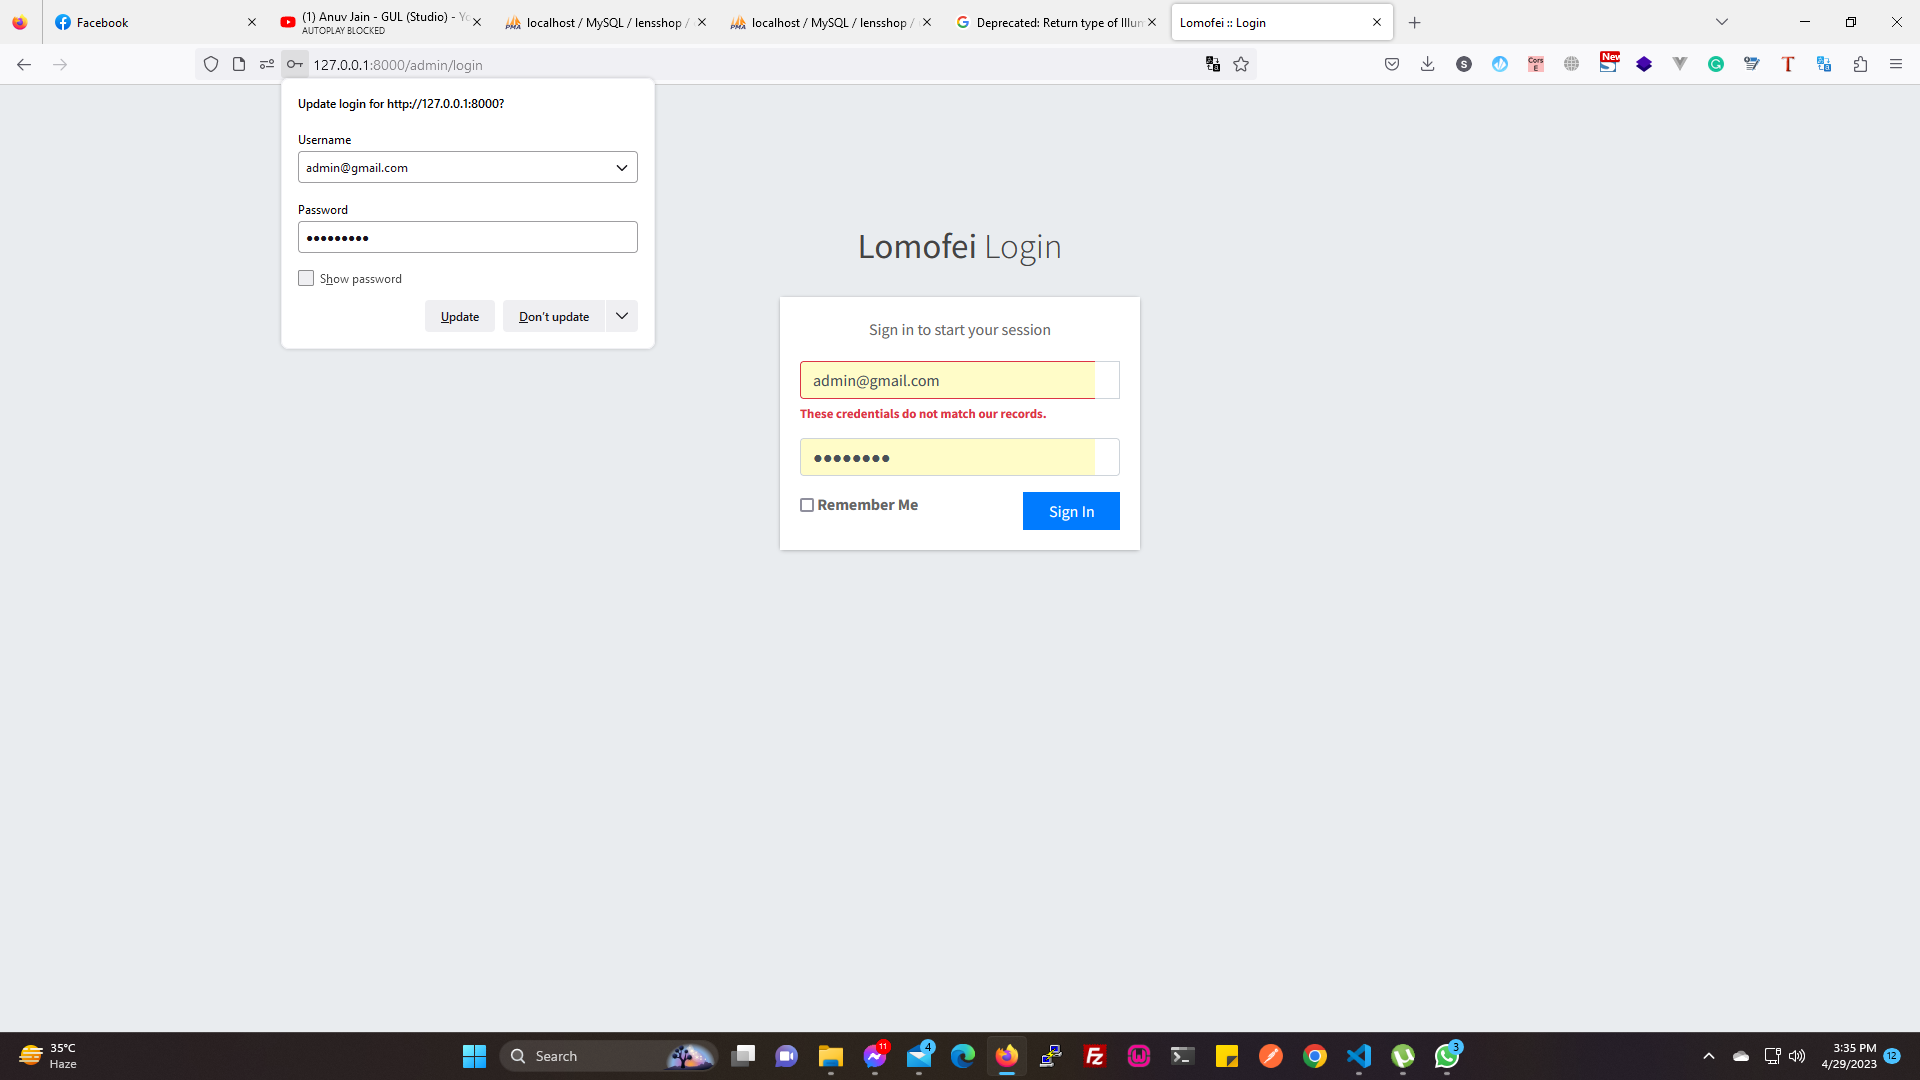 Facebook
(1) Anuv Jain - GUL (Studio) - Yo
AUTOPLAY BLOCKED
localhost / MySQL / lensshop /
localhost / MySQL / lensshop /
Deprecated: Return type of Illum
Lomofei :: Login
127.0.0.1:8000/admin/login
S
Cors
E
New
T
Update login for http://127.0.0.1:8000?
Username
admin@gmail.com
Password
Show password
Update
Don't update
Lomofei Login
Sign in to start your session
admin@gmail.com
These credentials do not match our records.
Remember Me
Sign In
35°C
Haze
Search
11
4
3
3:35 PM
4/29/2023
12